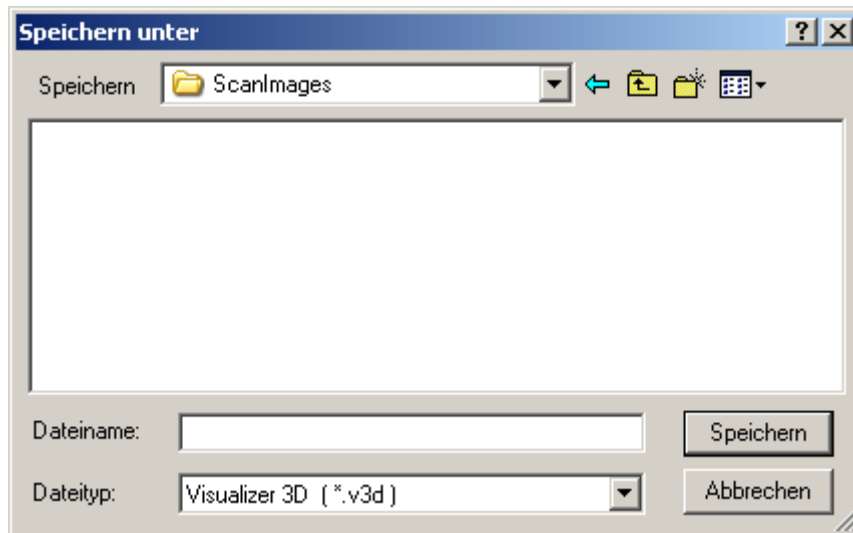 Speichern unter
Speichern ScanImages
Dateiname: Speichern
Dateityp: Visualizer 3D ( *.v3d ) Abbrechen